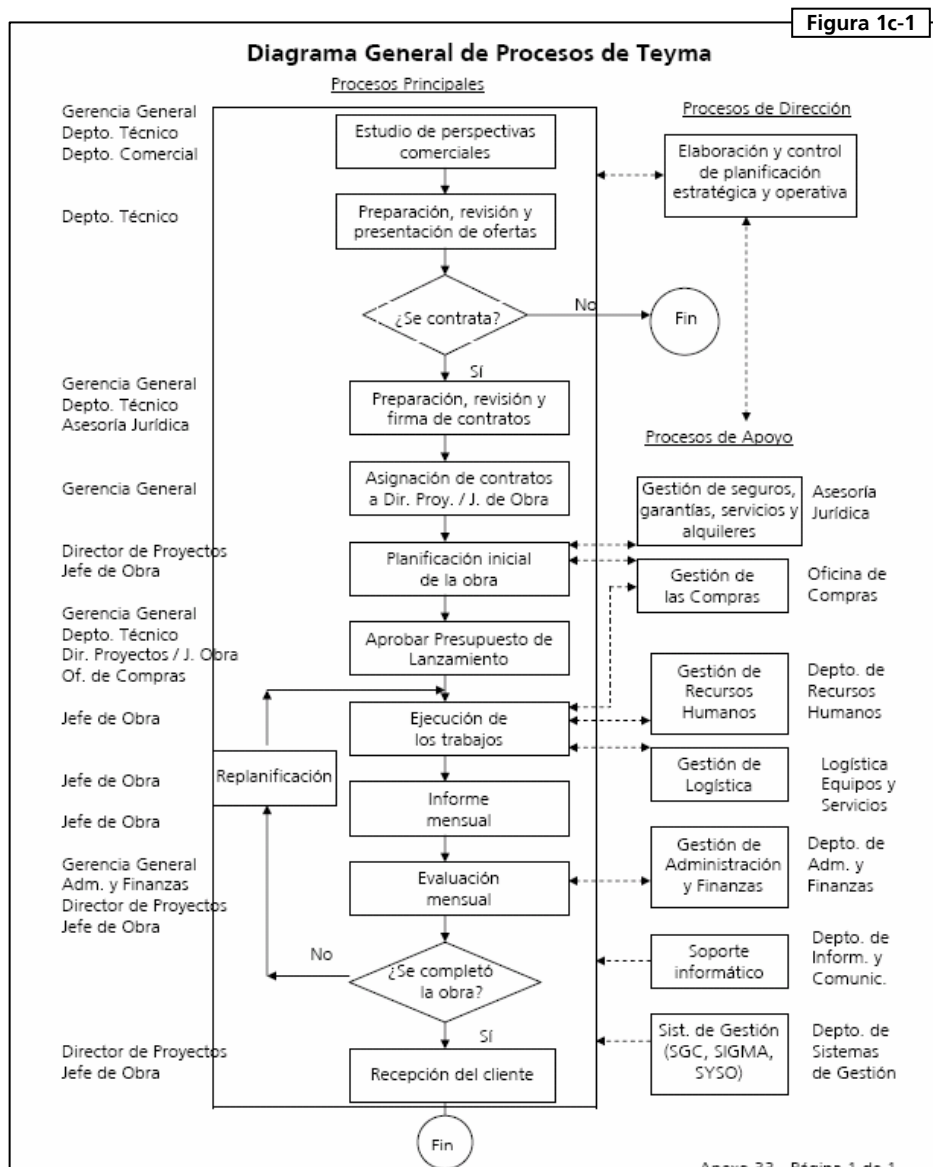 Figura 1c-1
Diagrama General de Procesos de Teyma
Procesos Principales
Gerencia General
Depto. Técnico
Depto. Comercial
Estudio de perspectivas
comerciales
Procesos de Dirección
Elaboración y control
de planificación
estratégica y operativa
Depto. Técnico
Preparación, revisión y
presentación de ofertas
¿Se contrata?
No
Fin
Sí
Gerencia General
Depto. Técnico
Asesoría Jurídica
Preparación, revisión y
firma de contratos
Procesos de Apoyo
Gerencia General
Asignación de contratos
a Dir. Proy. / J. de Obra
Gestión de seguros,
garantías, servicios y
alquileres
Asesoría
Jurídica
Director de Proyectos
Jefe de Obra
Planificación inicial
de la obra
Gestión de
las Compras
Oficina de
Compras
Gerencia General
Depto. Técnico
Dir. Proyectos / J. Obra
Of. de Compras
Aprobar Presupuesto de
Lanzamiento
Gestión de
Recursos
Humanos
Depto. de
Recursos
Humanos
Jefe de Obra
Ejecución de
los trabajos
Gestión de
Logística
Logística
Equipos y
Servicios
Jefe de Obra
Replanificación
Jefe de Obra
Informe
mensual
Gerencia General
Adm. y Finanzas
Director de Proyectos
Jefe de Obra
Evaluación
mensual
Gestión de
Administración
y Finanzas
Depto. de
Adm. y
Finanzas
No
¿Se completó
la obra?
Soporte
informático
Depto. de
Inform. y
Comunic.
Sí
Director de Proyectos
Jefe de Obra
Recepción del cliente
Sist. de Gestión
(SGC, SIGMA,
SYSO)
Depto. de
Sistemas
de Gestión
Fin
Anexo 33 Página 1 de 1